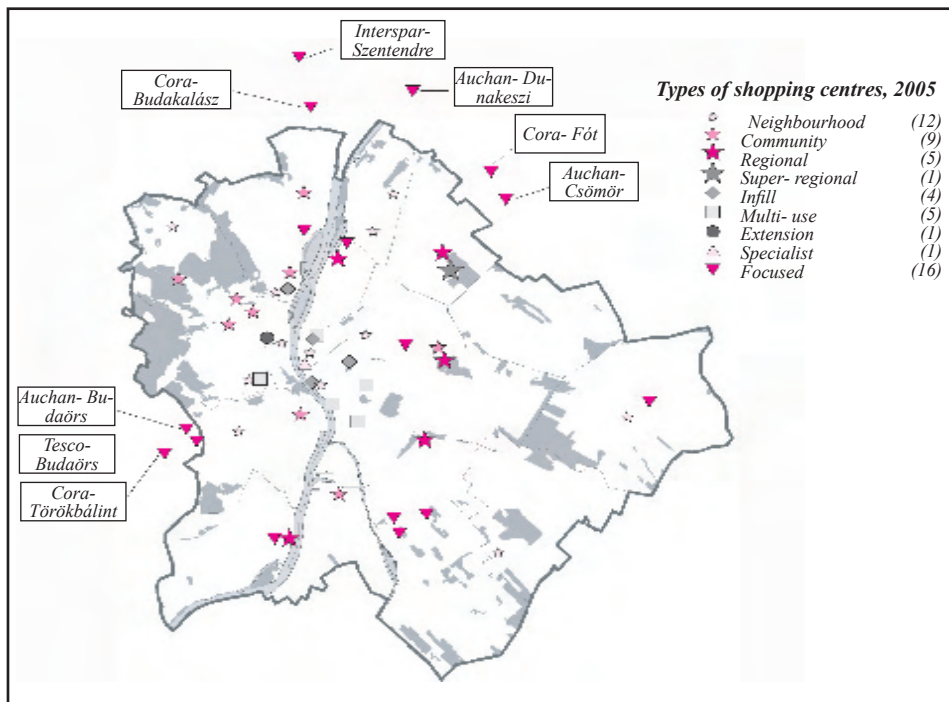 Interspar-
Szentendre
Cora-
Budakalász
Auchan- Du-
nakeszi
Cora- Fót
Auchan-
Csömör
Types of shopping centres, 2005
Neighbourhood (12)
Community (9)
Regional (5)
Super- regional (1)
Infill (4)
Multi- use (5)
Extension (1)
Specialist (1)
Focused (16)
Auchan- Bu-
daörs
Tesco-
Budaörs
Cora-
Törökbálint